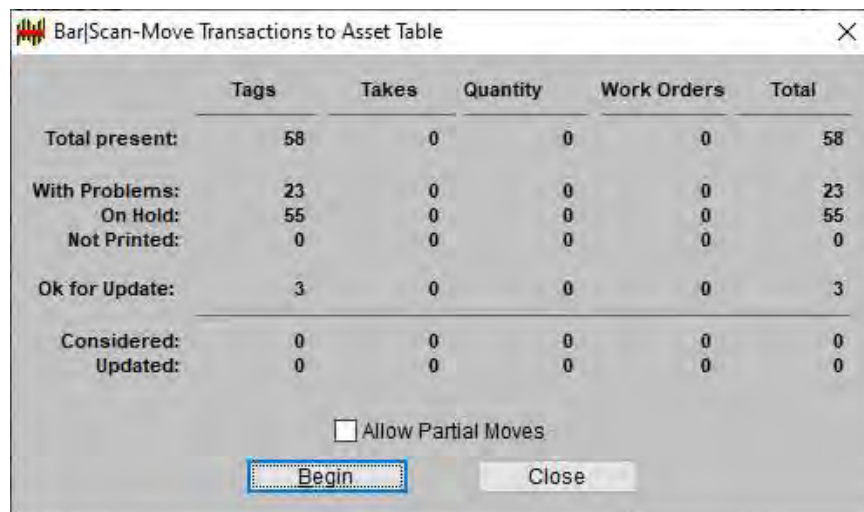 Bar|Scan-Move Transactions to Asset Table
Tags Takes Quantity Work Orders Total
Total present: 58 0 0 0 58
With Problems: 23 0 0 0 23
On Hold: 55 0 0 0 55
Not Printed: 0 0 0 0 0
Ok for Update: 3 0 0 0 3
Considered: 0 0 0 0 0
Updated: 0 0 0 0 0
Allow Partial Moves
Begin Close